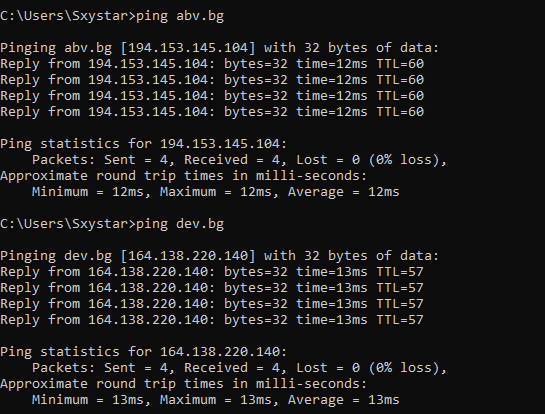 C:\Users\Sxystar>ping abv.bg
Pinging abv.bg [194.153.145.104] with 32 bytes of data:
Reply from 194.153.145.104: bytes=32 time=12ms TTL=60
Reply from 194.153.145.104: bytes=32 time=12ms TTL=60
Reply from 194.153.145.104: bytes=32 time=12ms TTL=60
Reply from 194.153.145.104: bytes=32 time=12ms TTL=60
Ping statistics for 194.153.145.104:
    Packets: Sent = 4, Received = 4, Lost = 0 (0% loss),
Approximate round trip times in milli-seconds:
    Minimum = 12ms, Maximum = 12ms, Average = 12ms
C:\Users\Sxystar>ping dev.bg
Pinging dev.bg [164.138.220.140] with 32 bytes of data:
Reply from 164.138.220.140: bytes=32 time=13ms TTL=57
Reply from 164.138.220.140: bytes=32 time=13ms TTL=57
Reply from 164.138.220.140: bytes=32 time=13ms TTL=57
Reply from 164.138.220.140: bytes=32 time=13ms TTL=57
Ping statistics for 164.138.220.140:
    Packets: Sent = 4, Received = 4, Lost = 0 (0% loss),
Approximate round trip times in milli-seconds:
    Minimum = 13ms, Maximum = 13ms, Average = 13ms